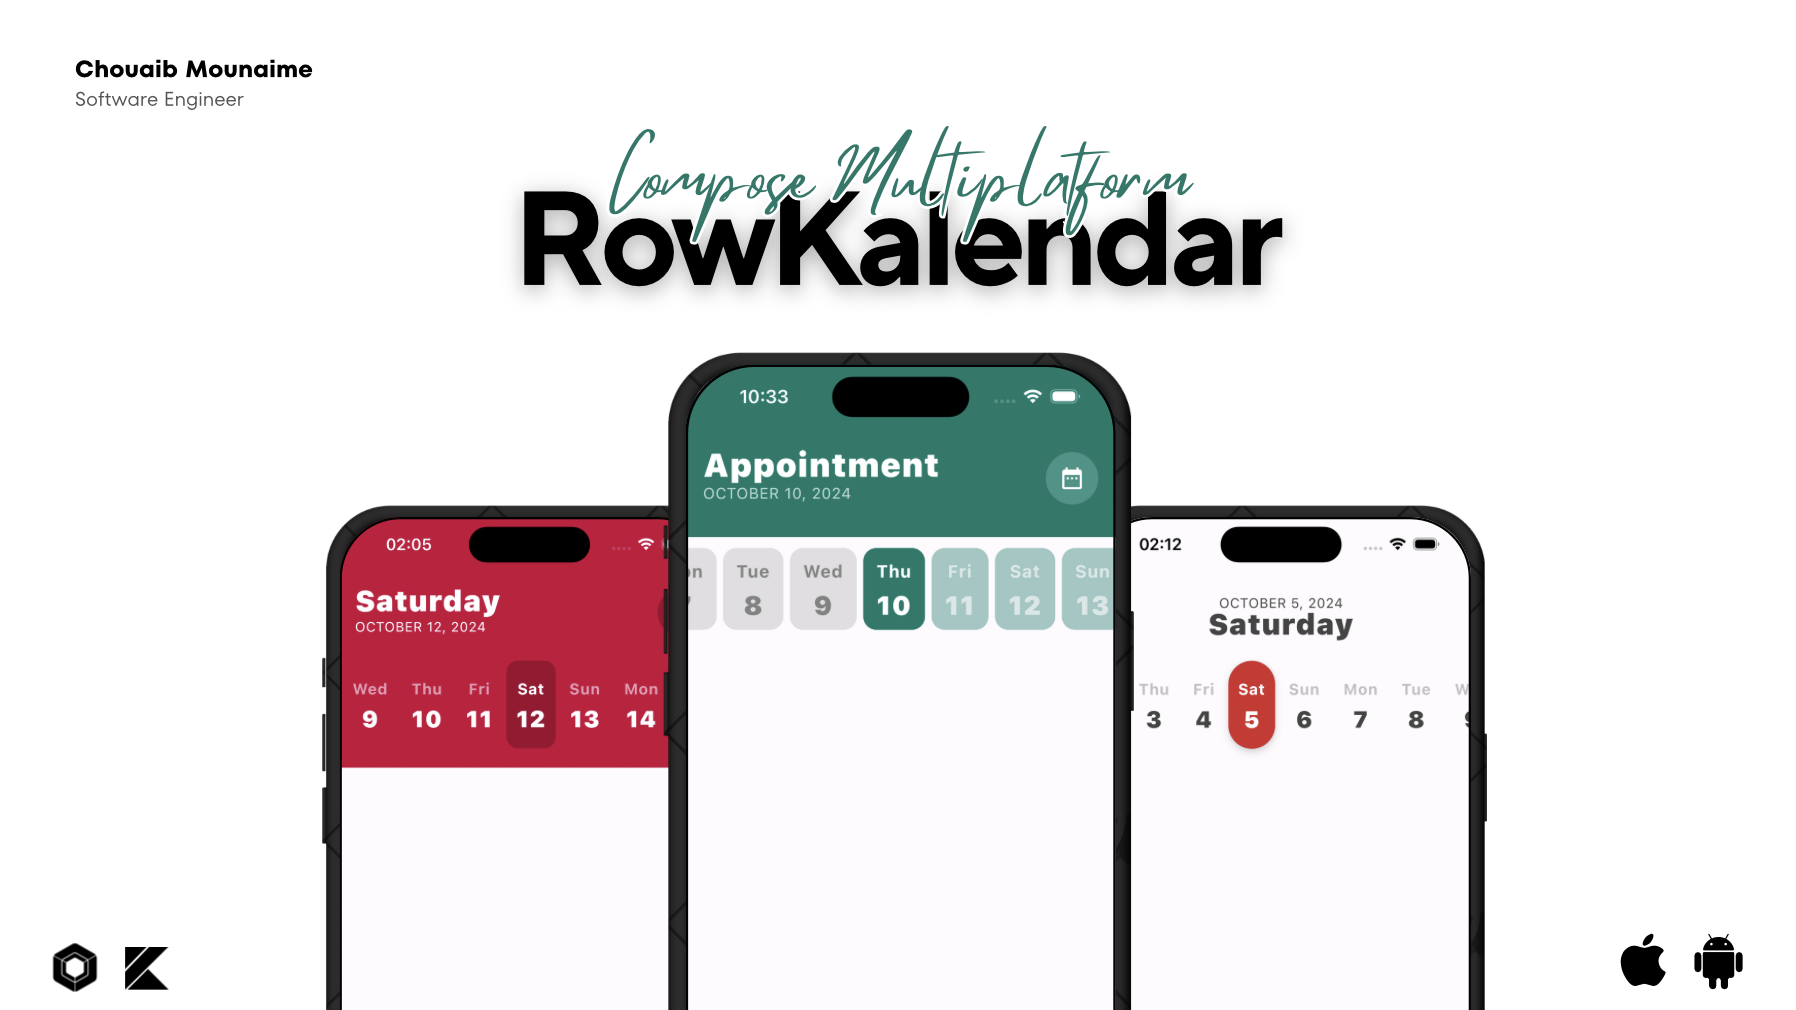 Chouaib Mounaime
Software Engineer
Compose Multiplatform
RowKalendar
02:05
Saturday
OCTOBER 12, 2024
Wed Thu Fri Sat Sun Mon
9 10 11 12 13 14
10:33
Appointment
OCTOBER 10, 2024
Tue Wed Thu Fri Sat Sun
8 9 10 11 12 13
02:12
OCTOBER 5, 2024
Saturday
Thu Fri Sat Sun Mon Tue
3 4 5 6 7 8